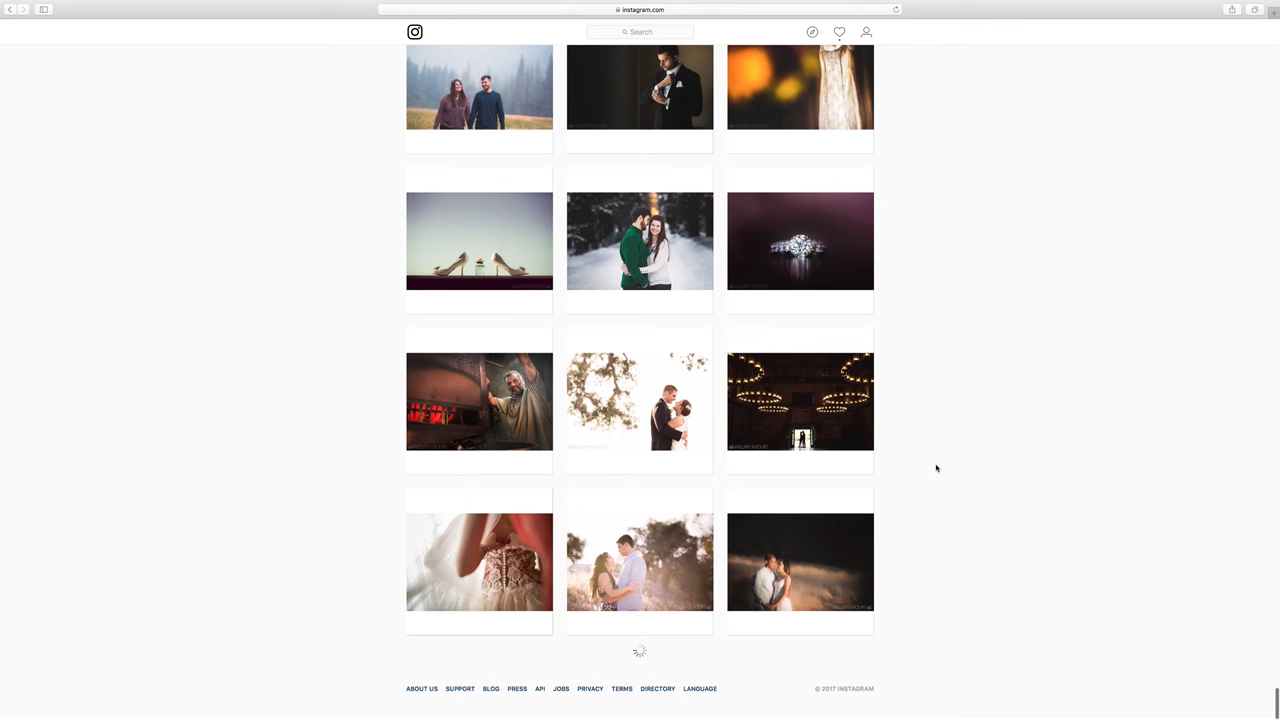 instagram.com
Search
ABOUT US SUPPORT BLOG PRESS API JOBS PRIVACY TERMS DIRECTORY LANGUAGE © 2017 INSTAGRAM